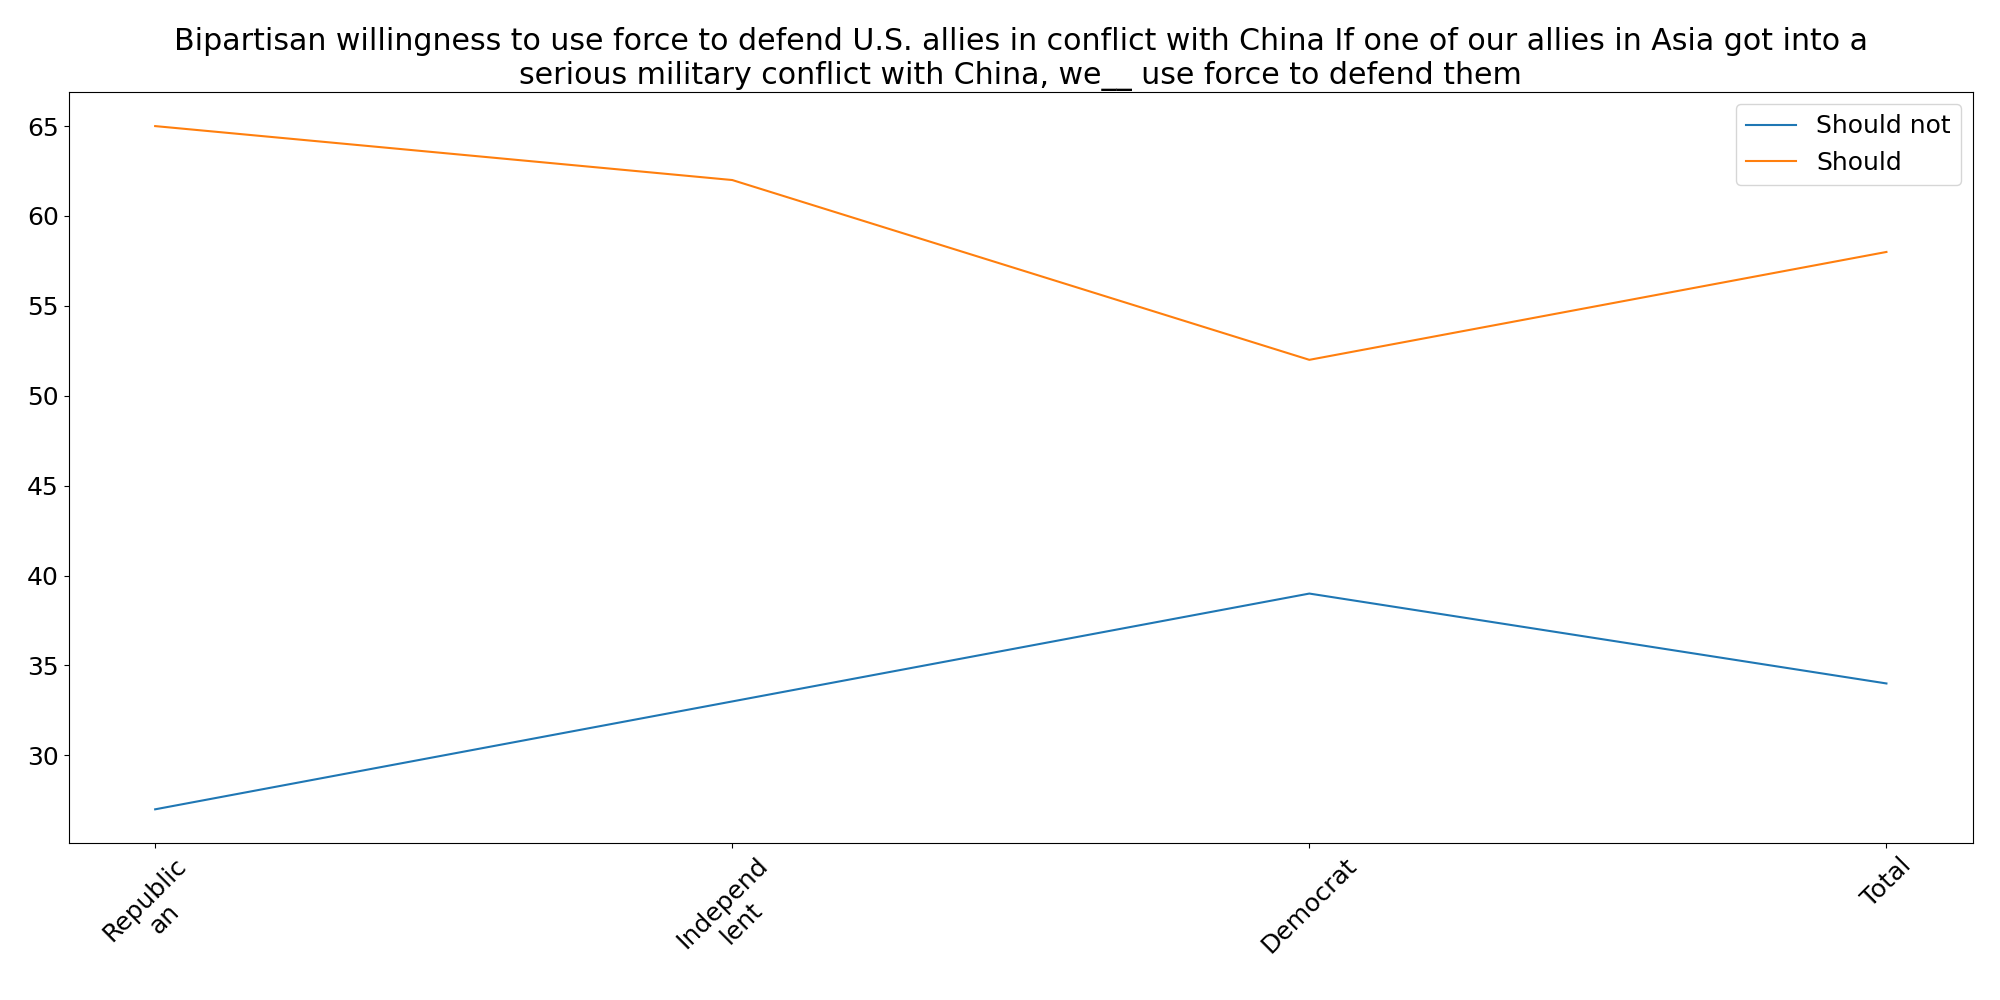 Bipartisan willingness to use force to defend U.S. allies in conflict with China If one of our allies in Asia got into a
serious military conflict with China, we__ use force to defend them
Should not
Should
65
60
55
50
45
40
35
30
Republic
an
Independ
lent
Democrat
Total